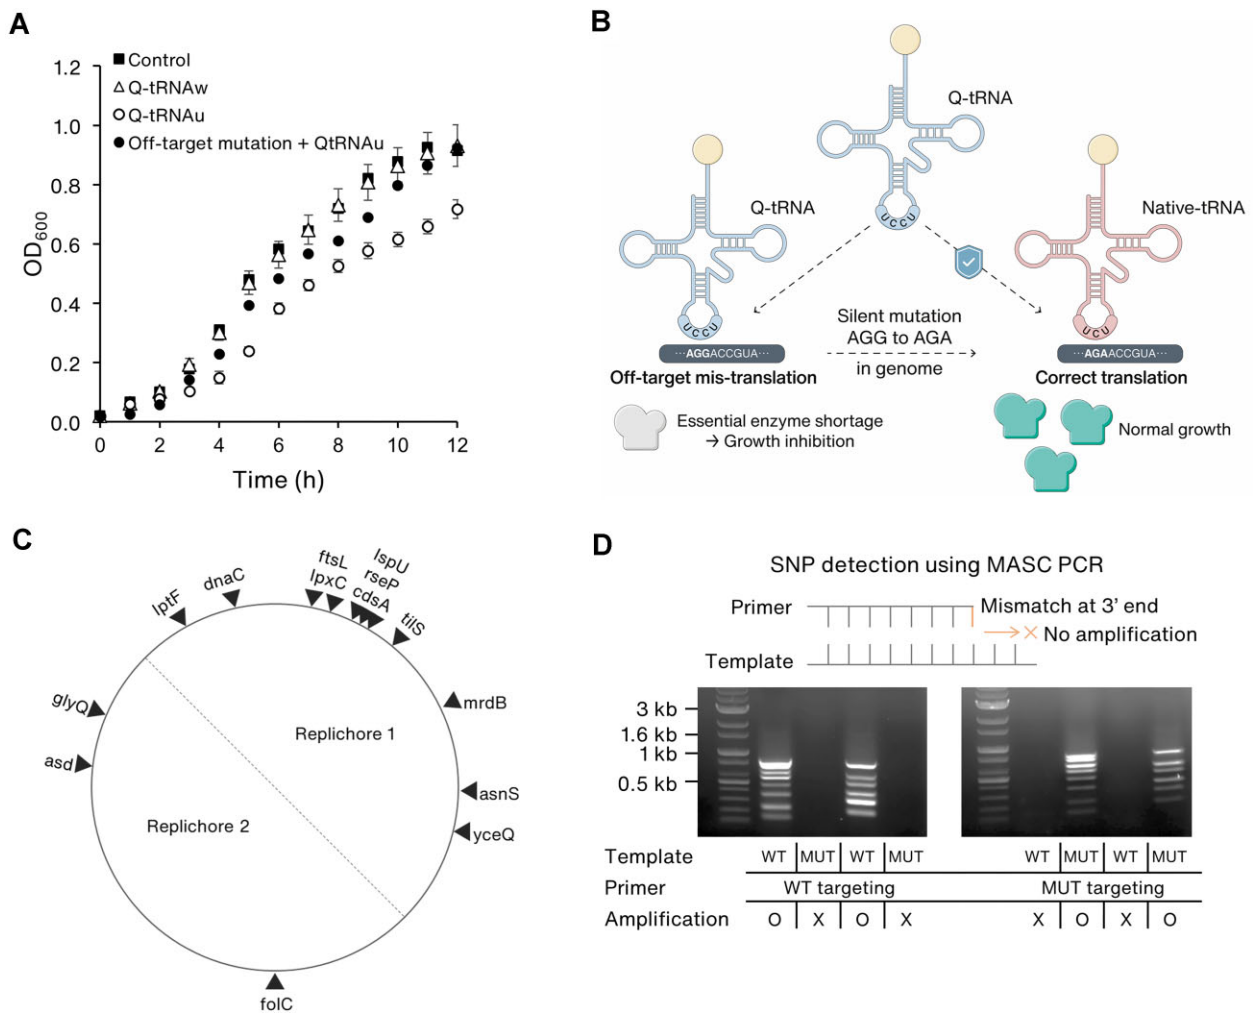 A
Control
Q-tRNAw
Q-tRNAu
Off-target mutation + QtRNAu
1.2
1.0
0.8
0.6
0.4
0.2
0.0
OD600
0 2 4 6 8 10 12
Time (h)
B
Q-tRNA
UCCU
Q-tRNA
UCCU
Native-tRNA
UCU
Silent mutation
AGG to AGA
in genome
···AGGACCGUA···
···AGAACCGUA···
Off-target mis-translation
Correct translation
Essential enzyme shortage
→ Growth inhibition
Normal growth
C
lptF
dnaC
ftsL
lpxC
IspU
rseP
cdsA
tilS
mrdB
asnS
yceQ
folC
asd
glyQ
Replichore 1
Replichore 2
D
SNP detection using MASC PCR
Primer
Mismatch at 3' end
No amplification
Template
3 kb
1.6 kb
1 kb
0.5 kb
Template WT MUT WT MUT WT MUT WT MUT
Primer WT targeting MUT targeting
Amplification O X O X X O X O